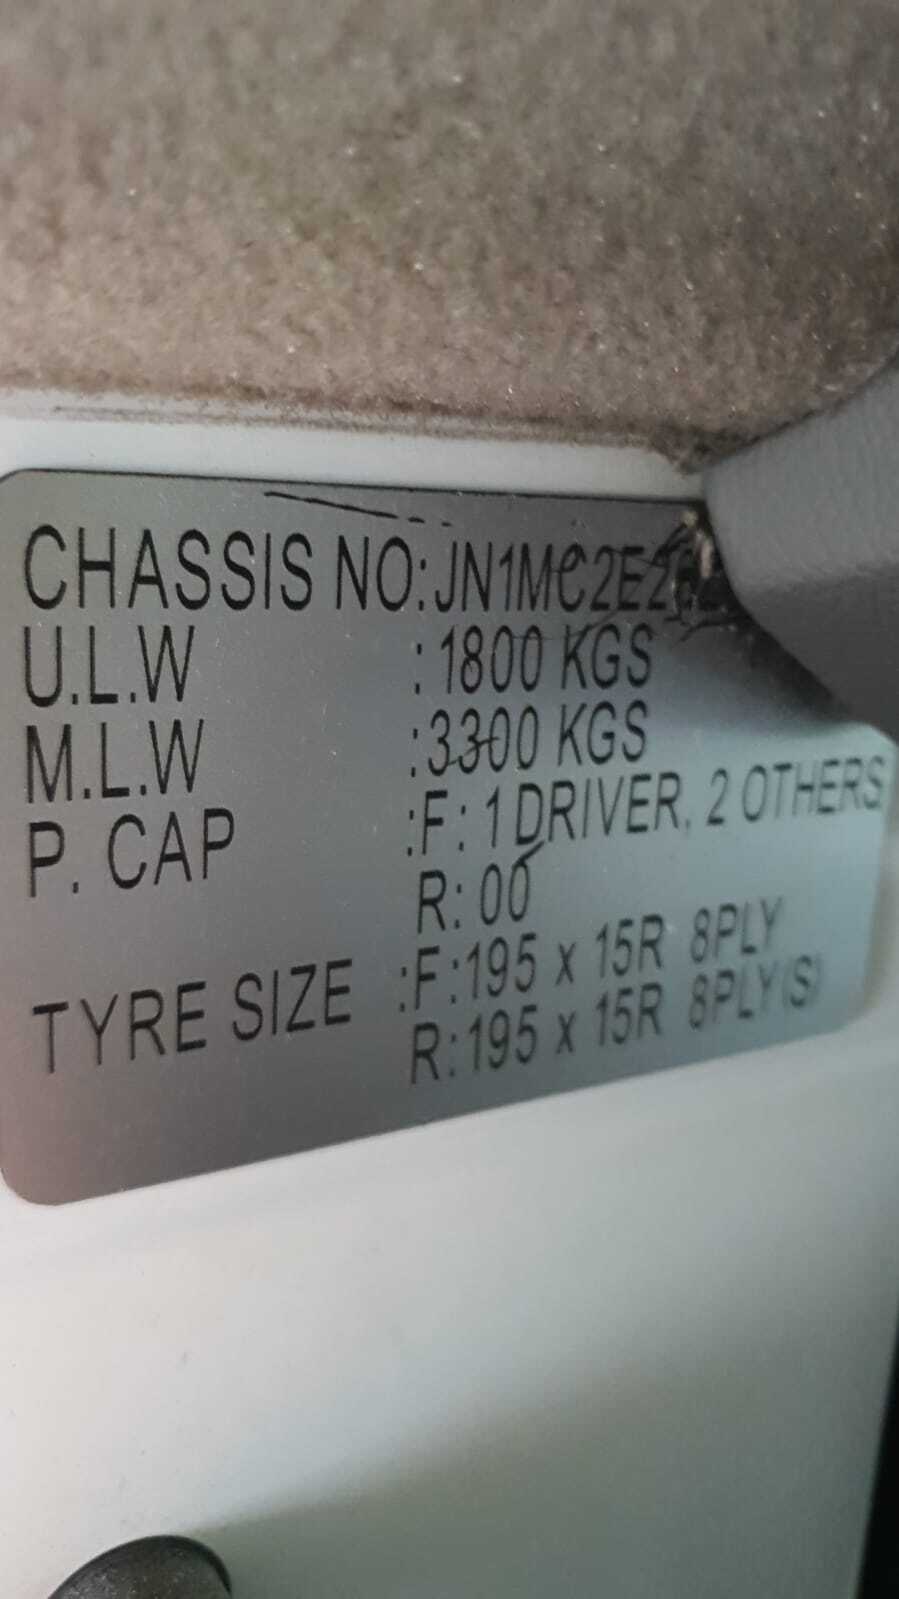 CHASSIS NO: JN1MC2E2
U.L.W : 1800 KGS
M.L.W : 3300 KGS
P. CAP : F: 1 DRIVER, 2 OTHERS
R: 00
TYRE SIZE : F: 195 x 15R 8PLY
R: 195 x 15R 8PLY(S)